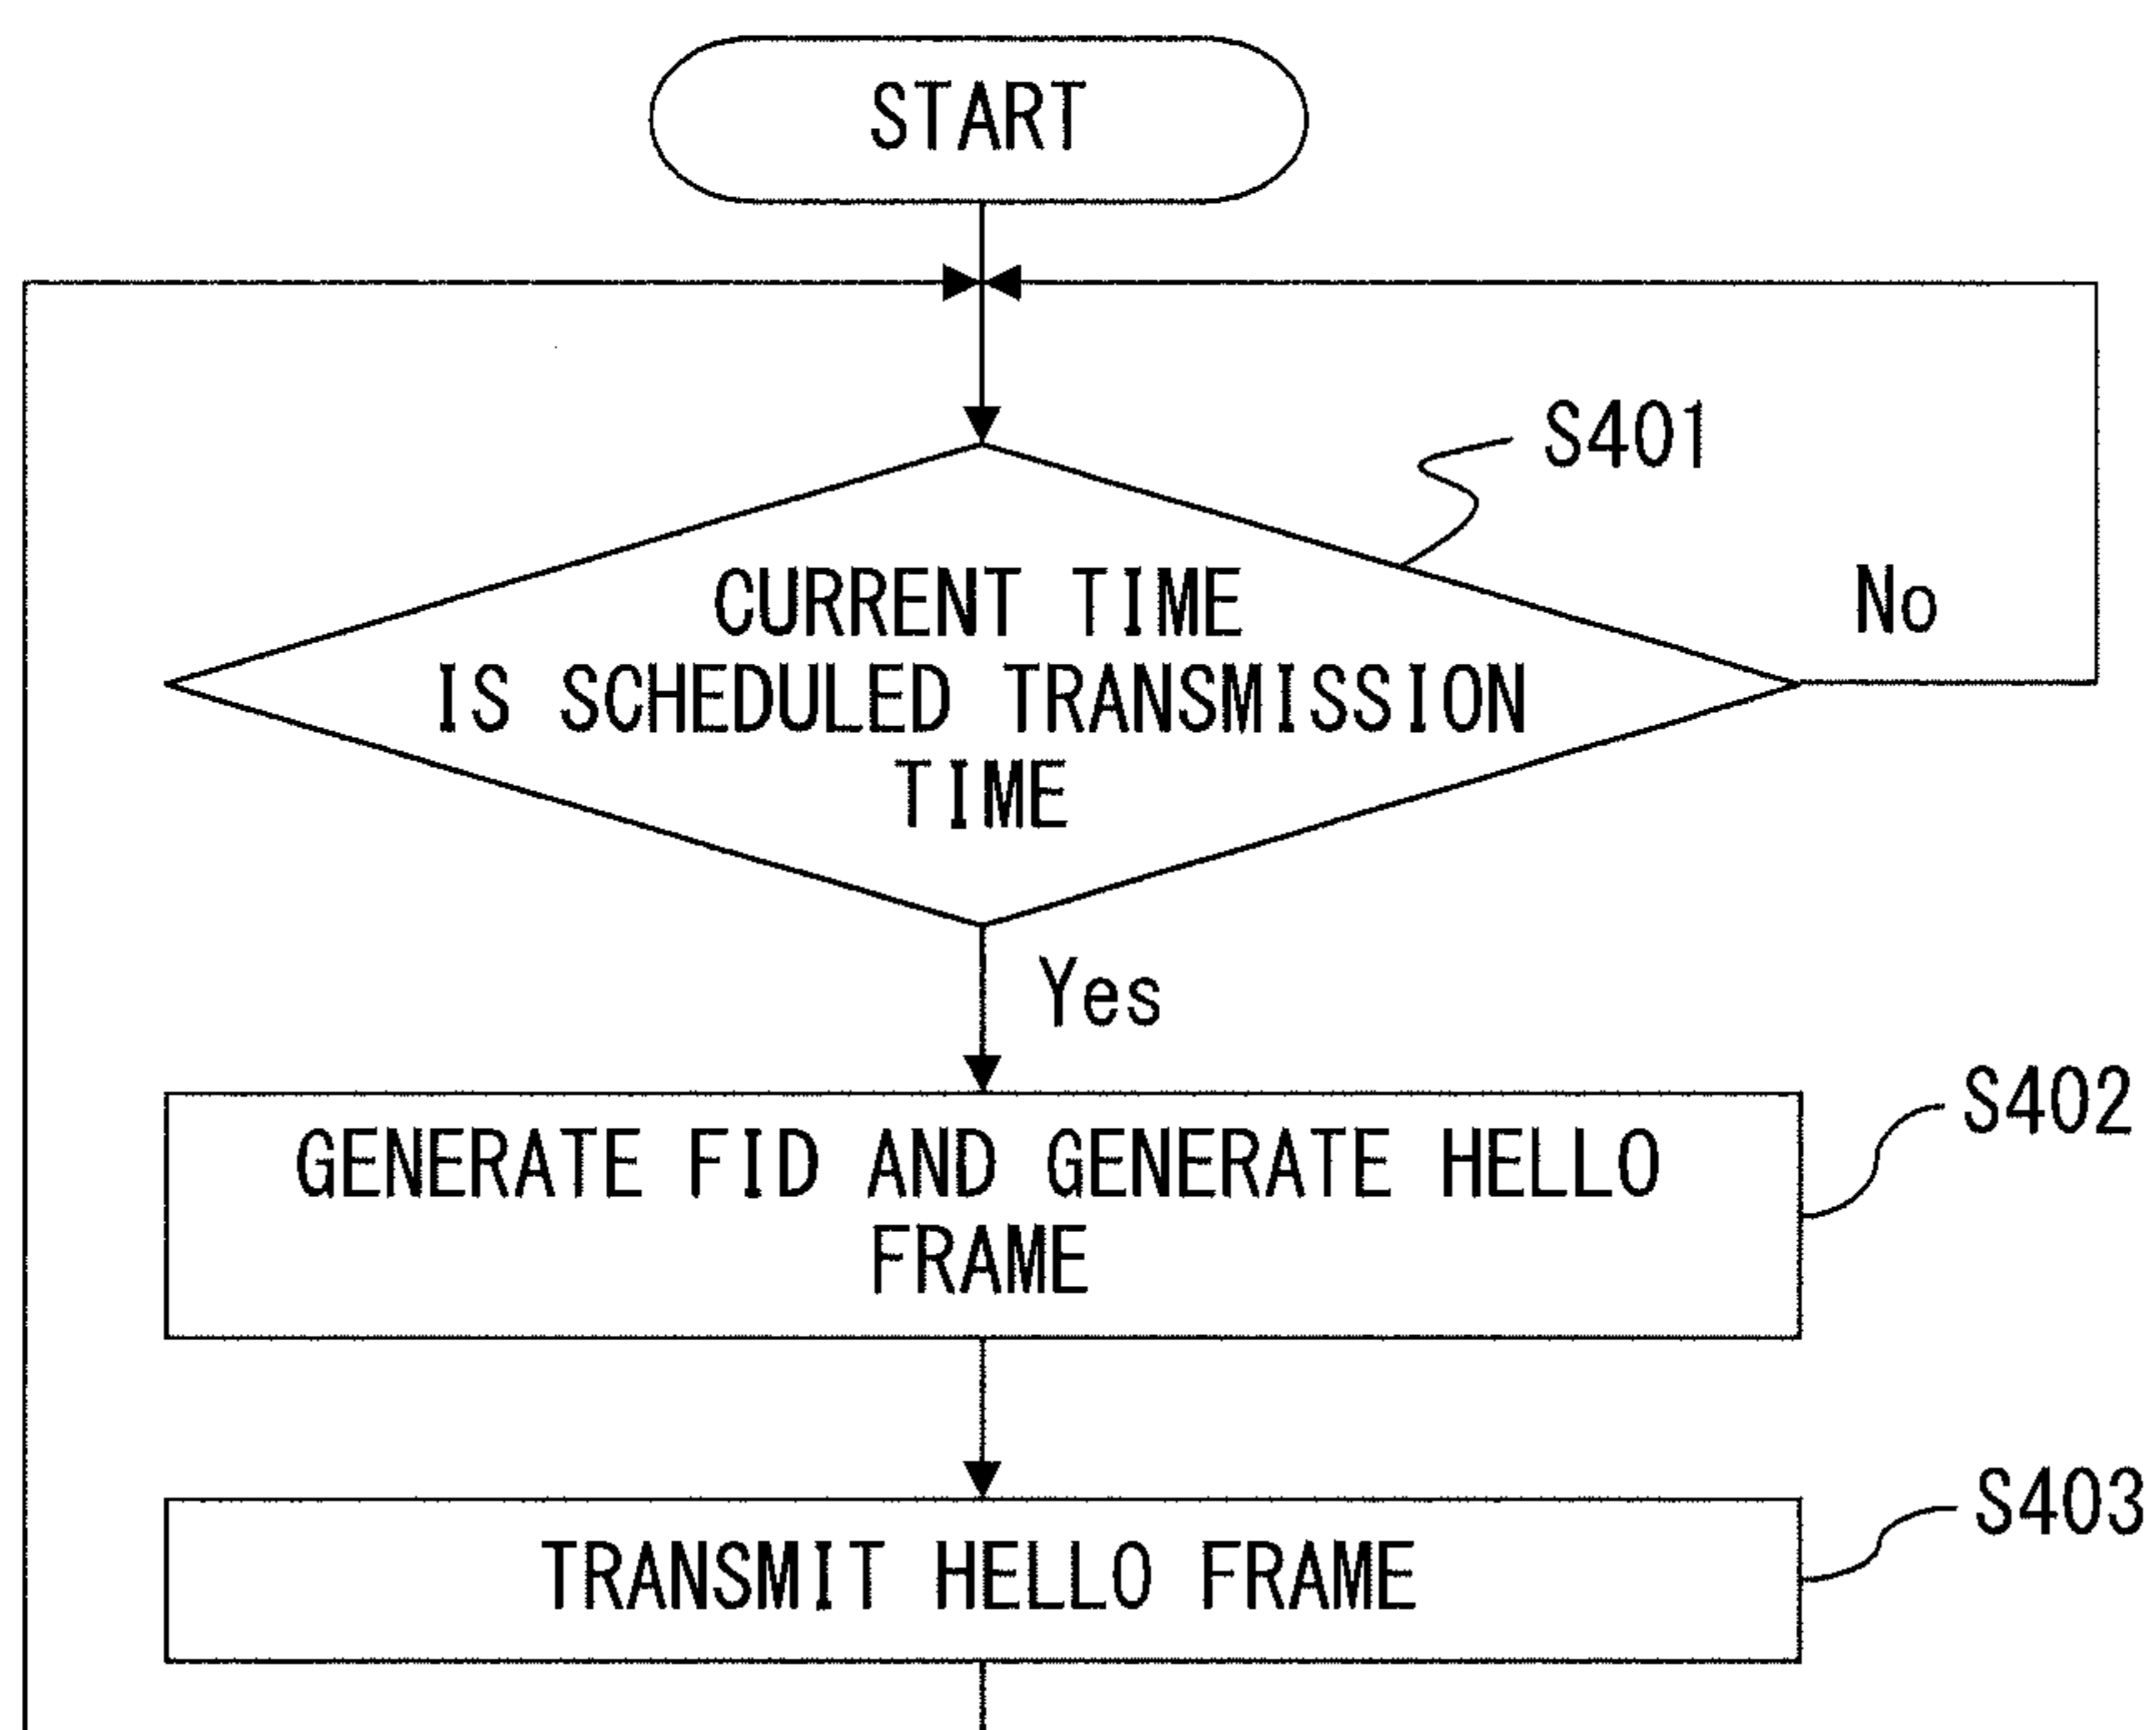 START
S401
CURRENT TIME
No
IS SCHEDULED TRANSMISSION
TIME
Yes
S402
GENERATE FID AND GENERATE HELLO
FRAME
S403
TRANSMIT HELLO FRAME